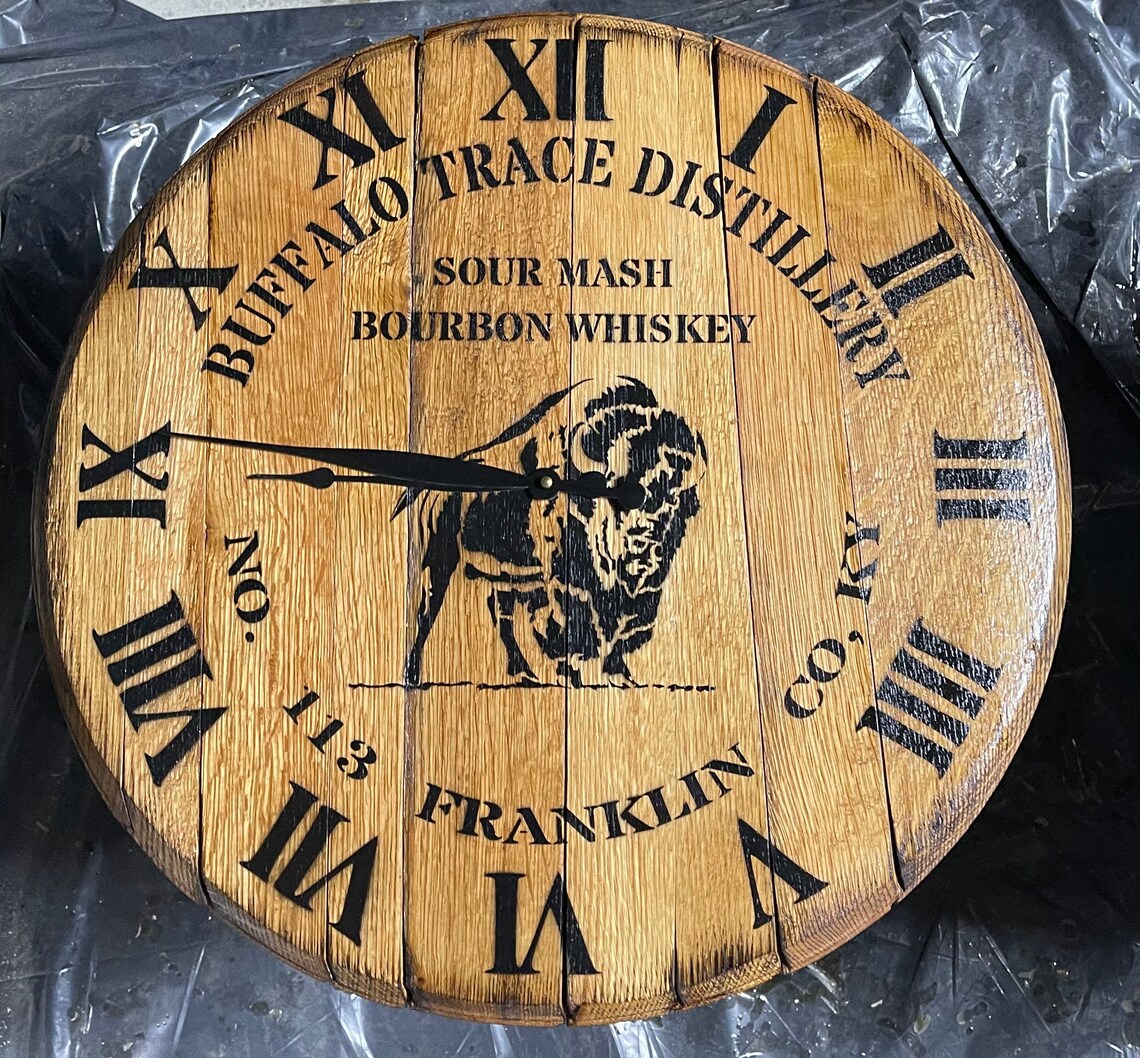 XII
I
II
III
IIII
V
VI
VII
VIII
IX
X
XI
BUFFALO TRACE DISTILLERY
SOUR MASH
BOURBON WHISKEY
NO. 113 FRANKLIN CO, KY